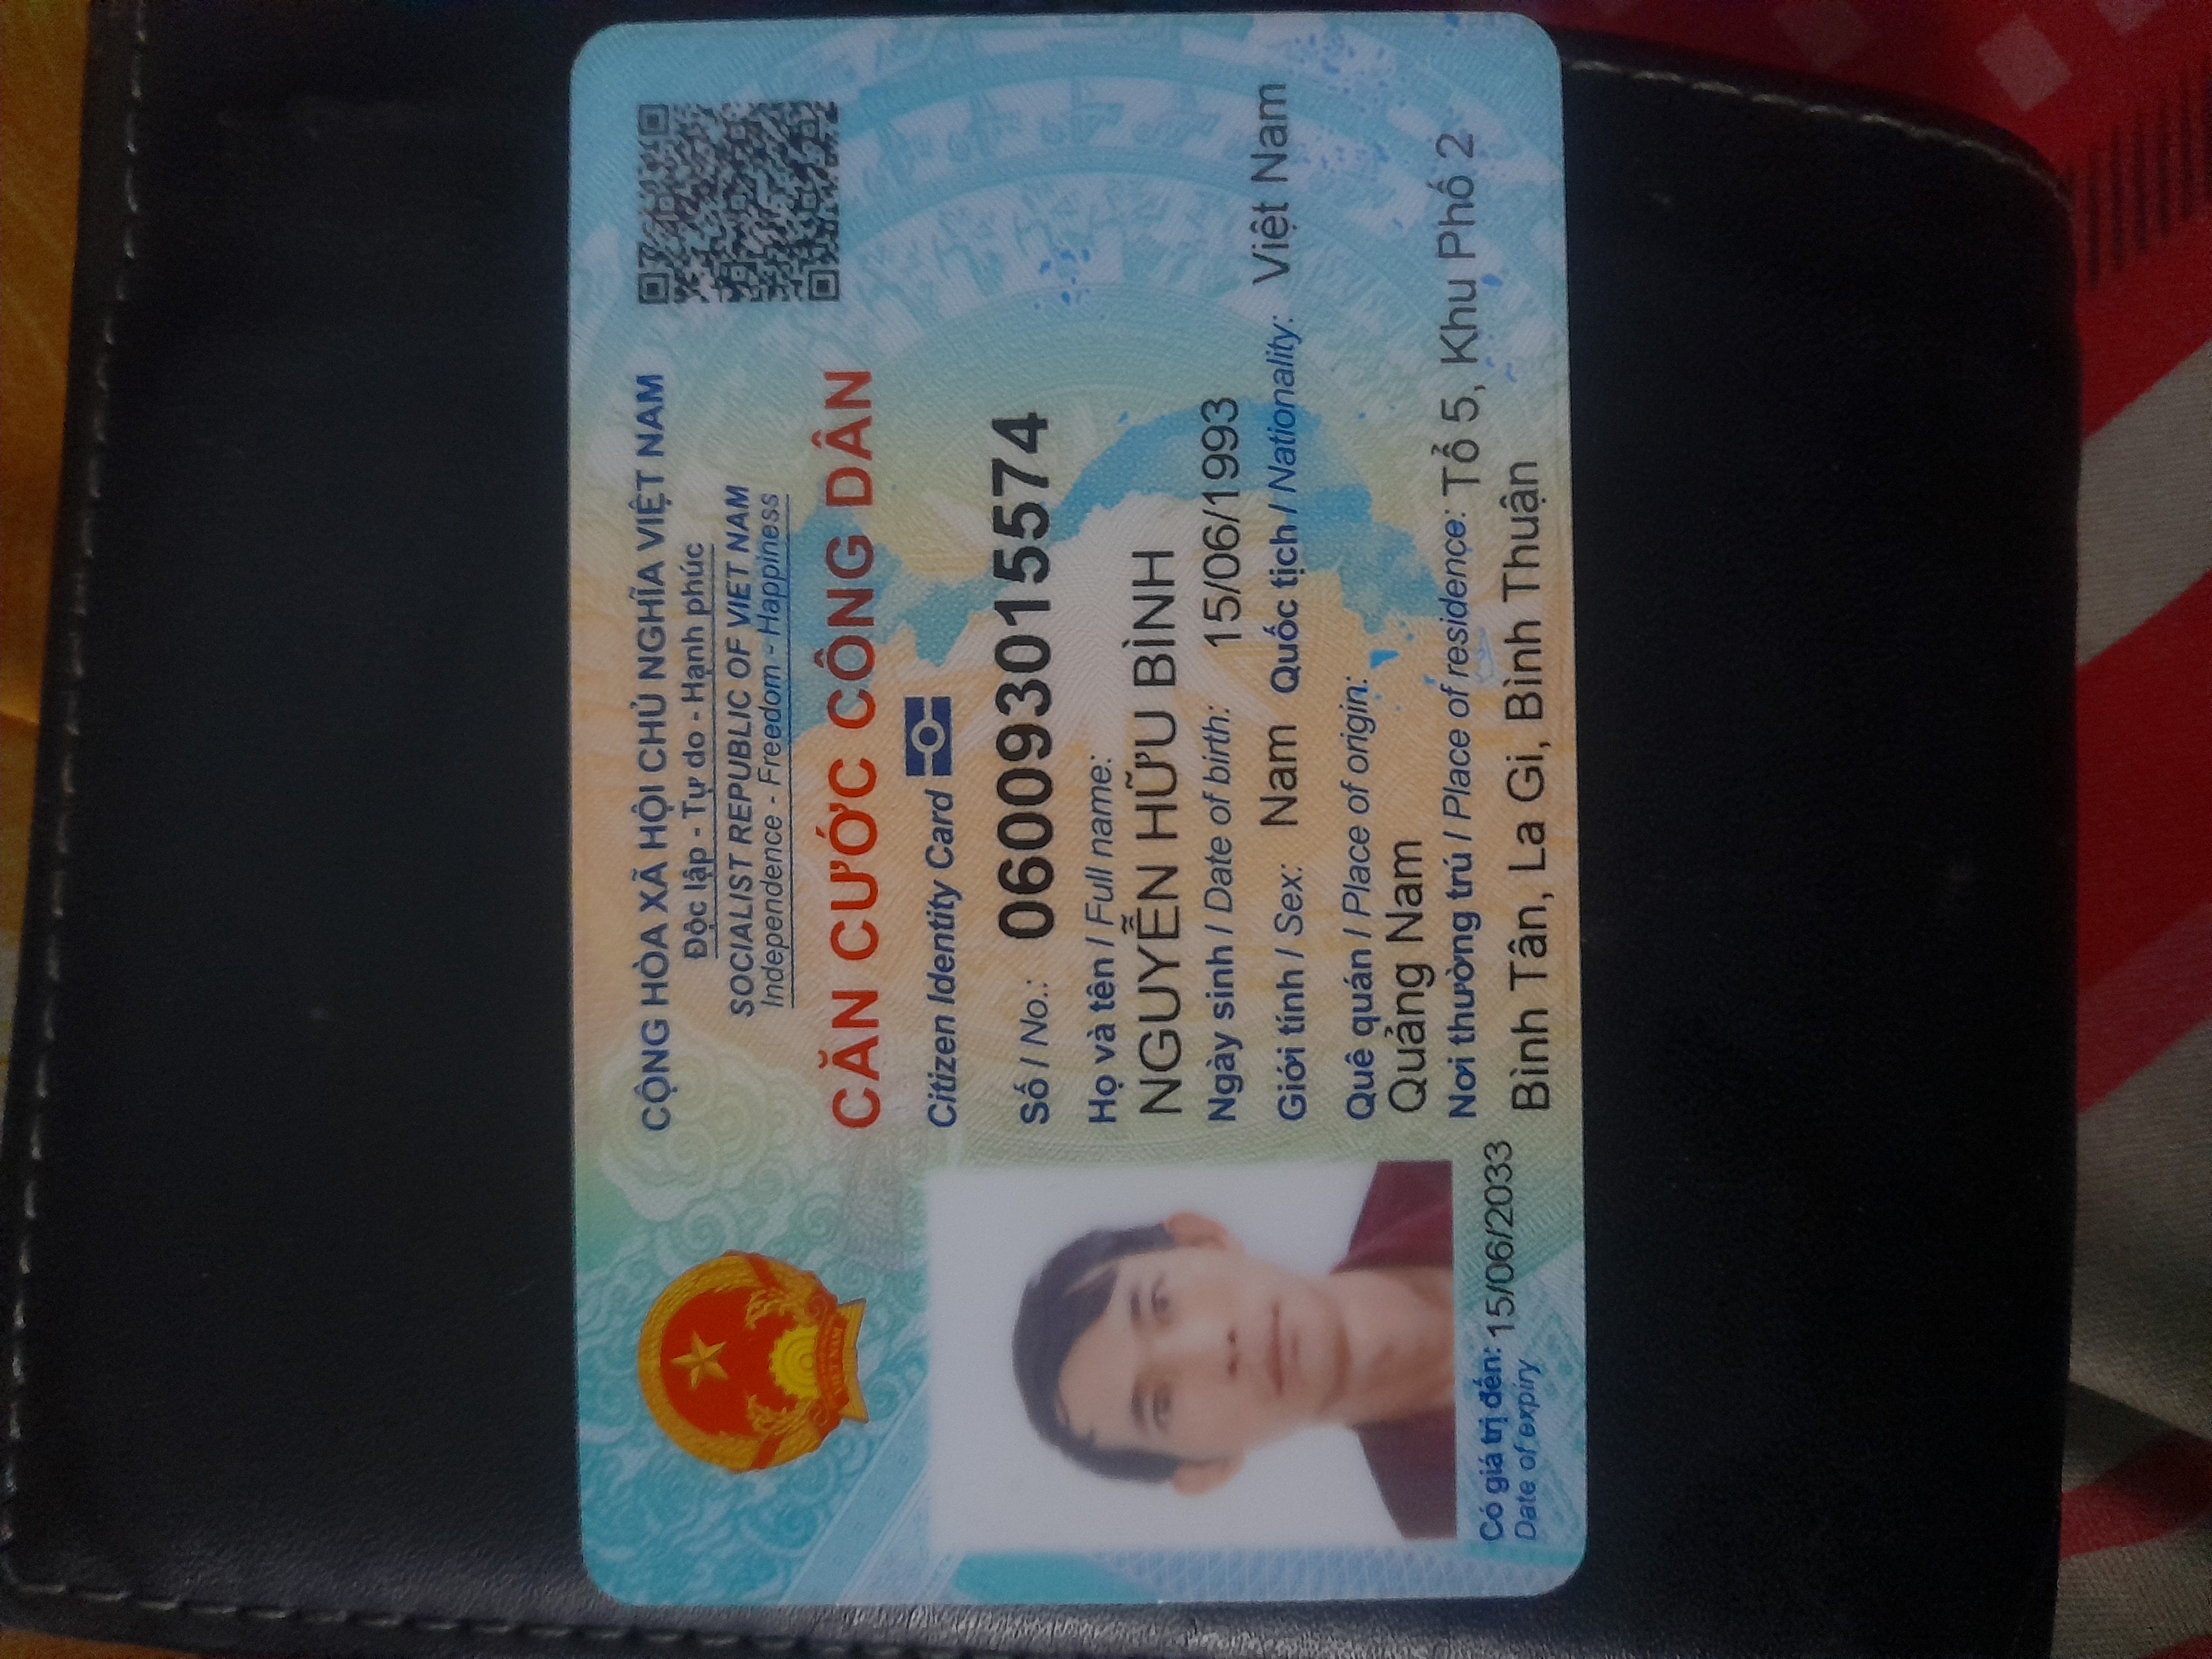 CỘNG HÒA XÃ HỘI CHỦ NGHĨA VIỆT NAM
Độc lập - Tự do - Hạnh phúc
SOCIALIST REPUBLIC OF VIET NAM
Independence - Freedom - Happiness
CĂN CƯỚC CÔNG DÂN
Citizen Identity Card
Số / No.: 060093015574
Họ và tên / Full name:
NGUYỄN HỮU BÌNH
Ngày sinh / Date of birth: 15/06/1993
Giới tính / Sex: Nam Quốc tịch / Nationality: Việt Nam
Quê quán / Place of origin:
Quảng Nam
Nơi thường trú / Place of residence: Tổ 5, Khu Phố 2
Bình Tân, La Gi, Bình Thuận
Có giá trị đến: 15/06/2033
Date of expiry